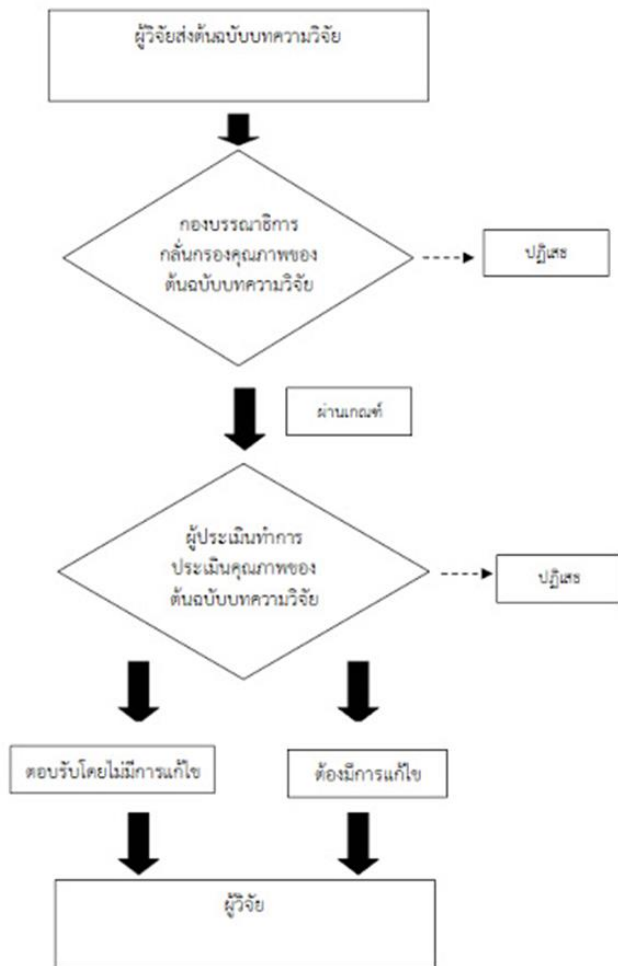 ผู้วิจัยส่งต้นฉบับบทความวิจัย
กองบรรณาธิการ
กลั่นกรองคุณภาพของ
ต้นฉบับบทความวิจัย
ปฏิเสธ
ผ่านเกณฑ์
ผู้ประเมินทำการ
ประเมินคุณภาพของ
ต้นฉบับบทความวิจัย
ปฏิเสธ
ตอบรับโดยไม่มีการแก้ไข
ต้องมีการแก้ไข
ผู้วิจัย